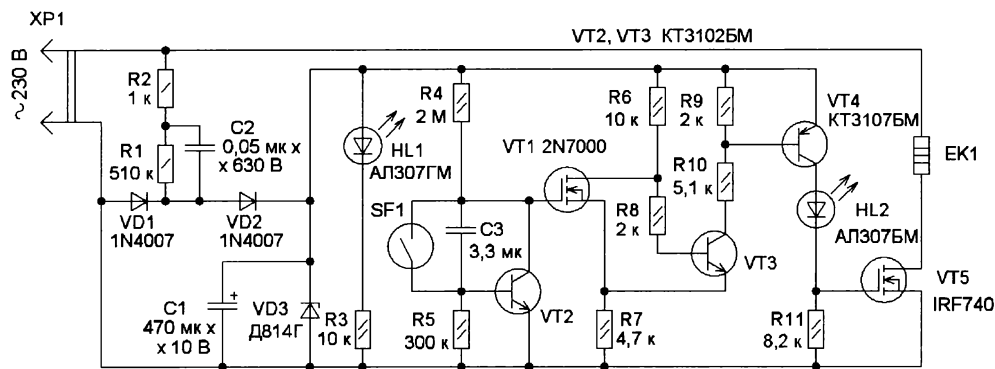 XP1
VT2, VT3 КТ3102БМ
~230 В
R2
1 к
R4
2 М
R6
10 к
R9
2 к
VT4
КТ3107БМ
C2
0,05 мк х
х 630 В
R1
510 к
HL1
АЛ307ГМ
VT1 2N7000
R10
5,1 к
EK1
VD1
1N4007
VD2
1N4007
SF1
C3
3,3 мк
R8
2 к
VT3
HL2
АЛ307БМ
C1
470 мк х
х 10 В
+
VD3
Д814Г
R3
10 к
R5
300 к
VT2
R7
4,7 к
R11
8,2 к
VT5
IRF740